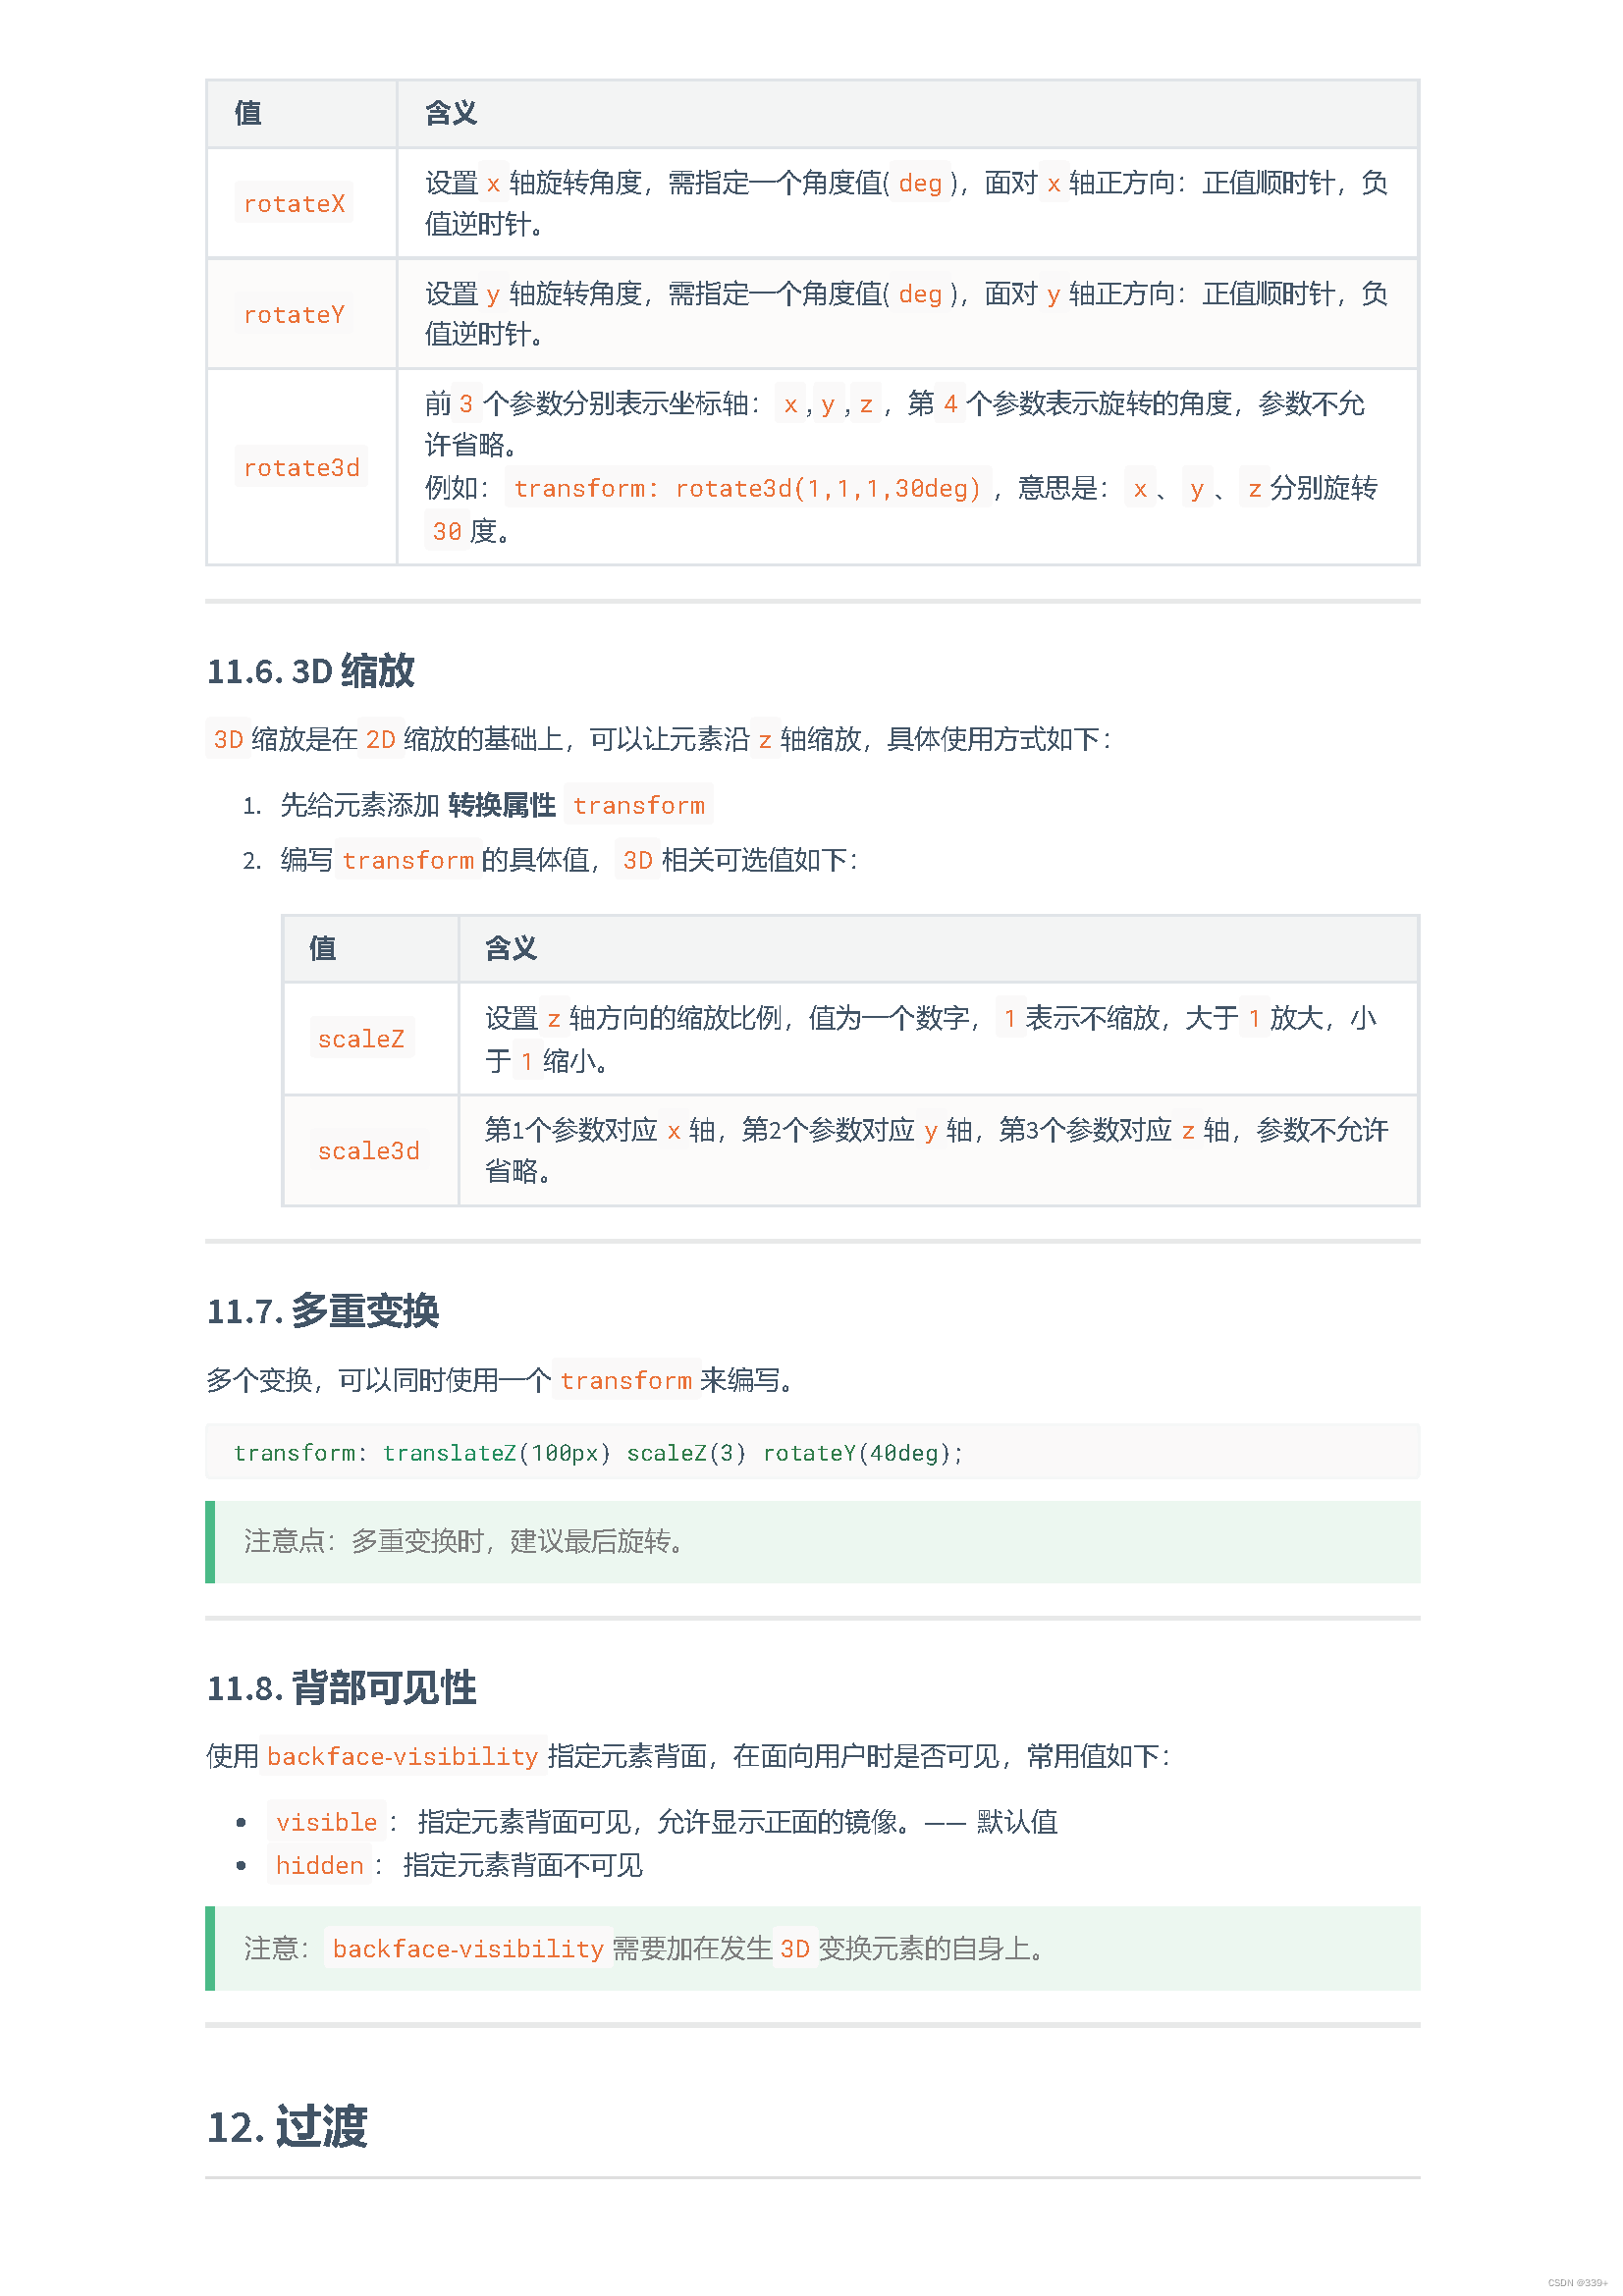 值 含义
rotateX 设置 x 轴旋转角度，需指定一个角度值( deg )，面对 x 轴正方向：正值顺时针，负
值逆时针。
rotateY 设置 y 轴旋转角度，需指定一个角度值( deg )，面对 y 轴正方向：正值顺时针，负
值逆时针。
rotate3d 前 3 个参数分别表示坐标轴： x , y , z ，第 4 个参数表示旋转的角度，参数不允
许省略。
例如： transform: rotate3d(1,1,1,30deg) ，意思是： x 、 y 、 z 分别旋转
30 度。
11.6. 3D 缩放
3D 缩放是在 2D 缩放的基础上，可以让元素沿 z 轴缩放，具体使用方式如下：
1. 先给元素添加 转换属性 transform
2. 编写 transform 的具体值， 3D 相关可选值如下：
值 含义
scaleZ 设置 z 轴方向的缩放比例，值为一个数字， 1 表示不缩放，大于 1 放大，小
于 1 缩小。
scale3d 第1个参数对应 x 轴，第2个参数对应 y 轴，第3个参数对应 z 轴，参数不允许
省略。
11.7. 多重变换
多个变换，可以同时使用一个 transform 来编写。
transform: translateZ(100px) scaleZ(3) rotateY(40deg);
注意点：多重变换时，建议最后旋转。
11.8. 背部可见性
使用 backface-visibility 指定元素背面，在面向用户时是否可见，常用值如下：
• visible ： 指定元素背面可见，允许显示正面的镜像。—— 默认值
• hidden ： 指定元素背面不可见
注意： backface-visibility 需要加在发生 3D 变换元素的自身上。
12. 过渡
CSDN @339+